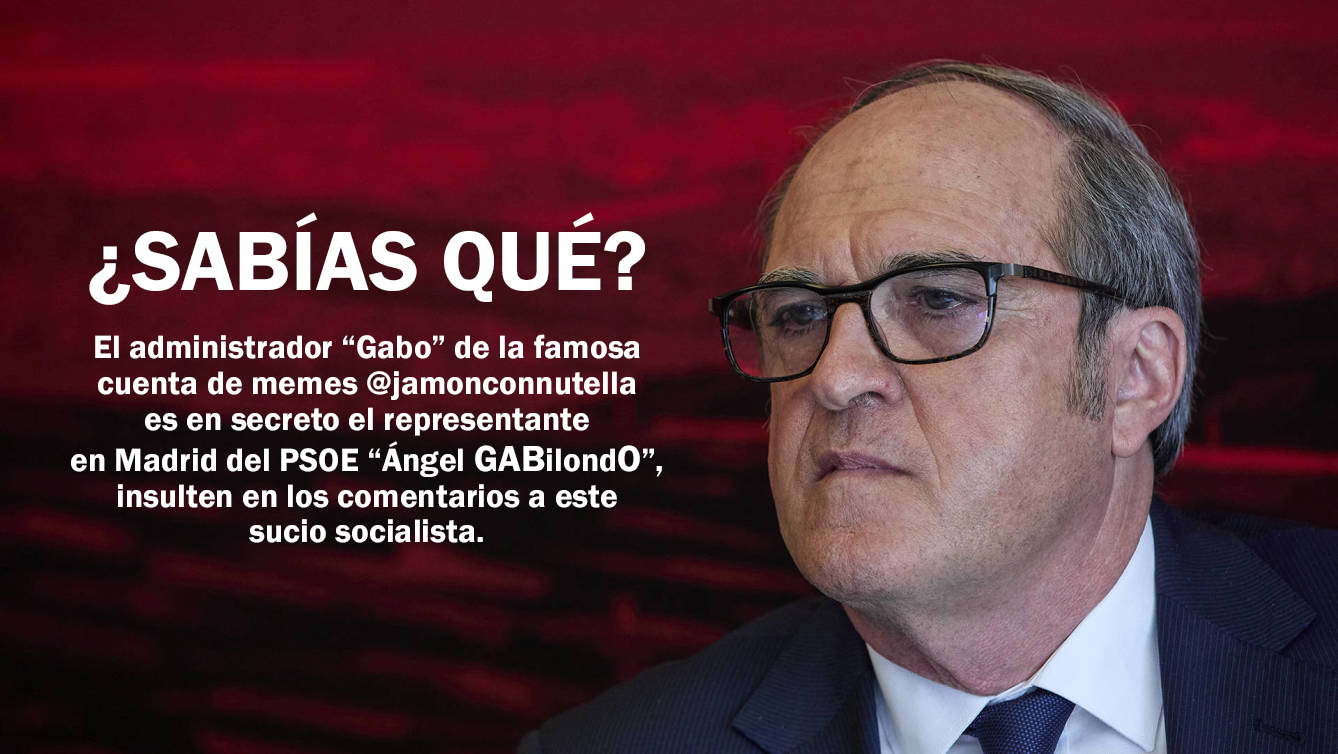 ¿SABÍAS QUÉ?
El administrador “Gabo” de la famosa
cuenta de memes @jamonconnutella
es en secreto el representante
en Madrid del PSOE “Ángel GABilondO”,
insulten en los comentarios a este
sucio socialista.